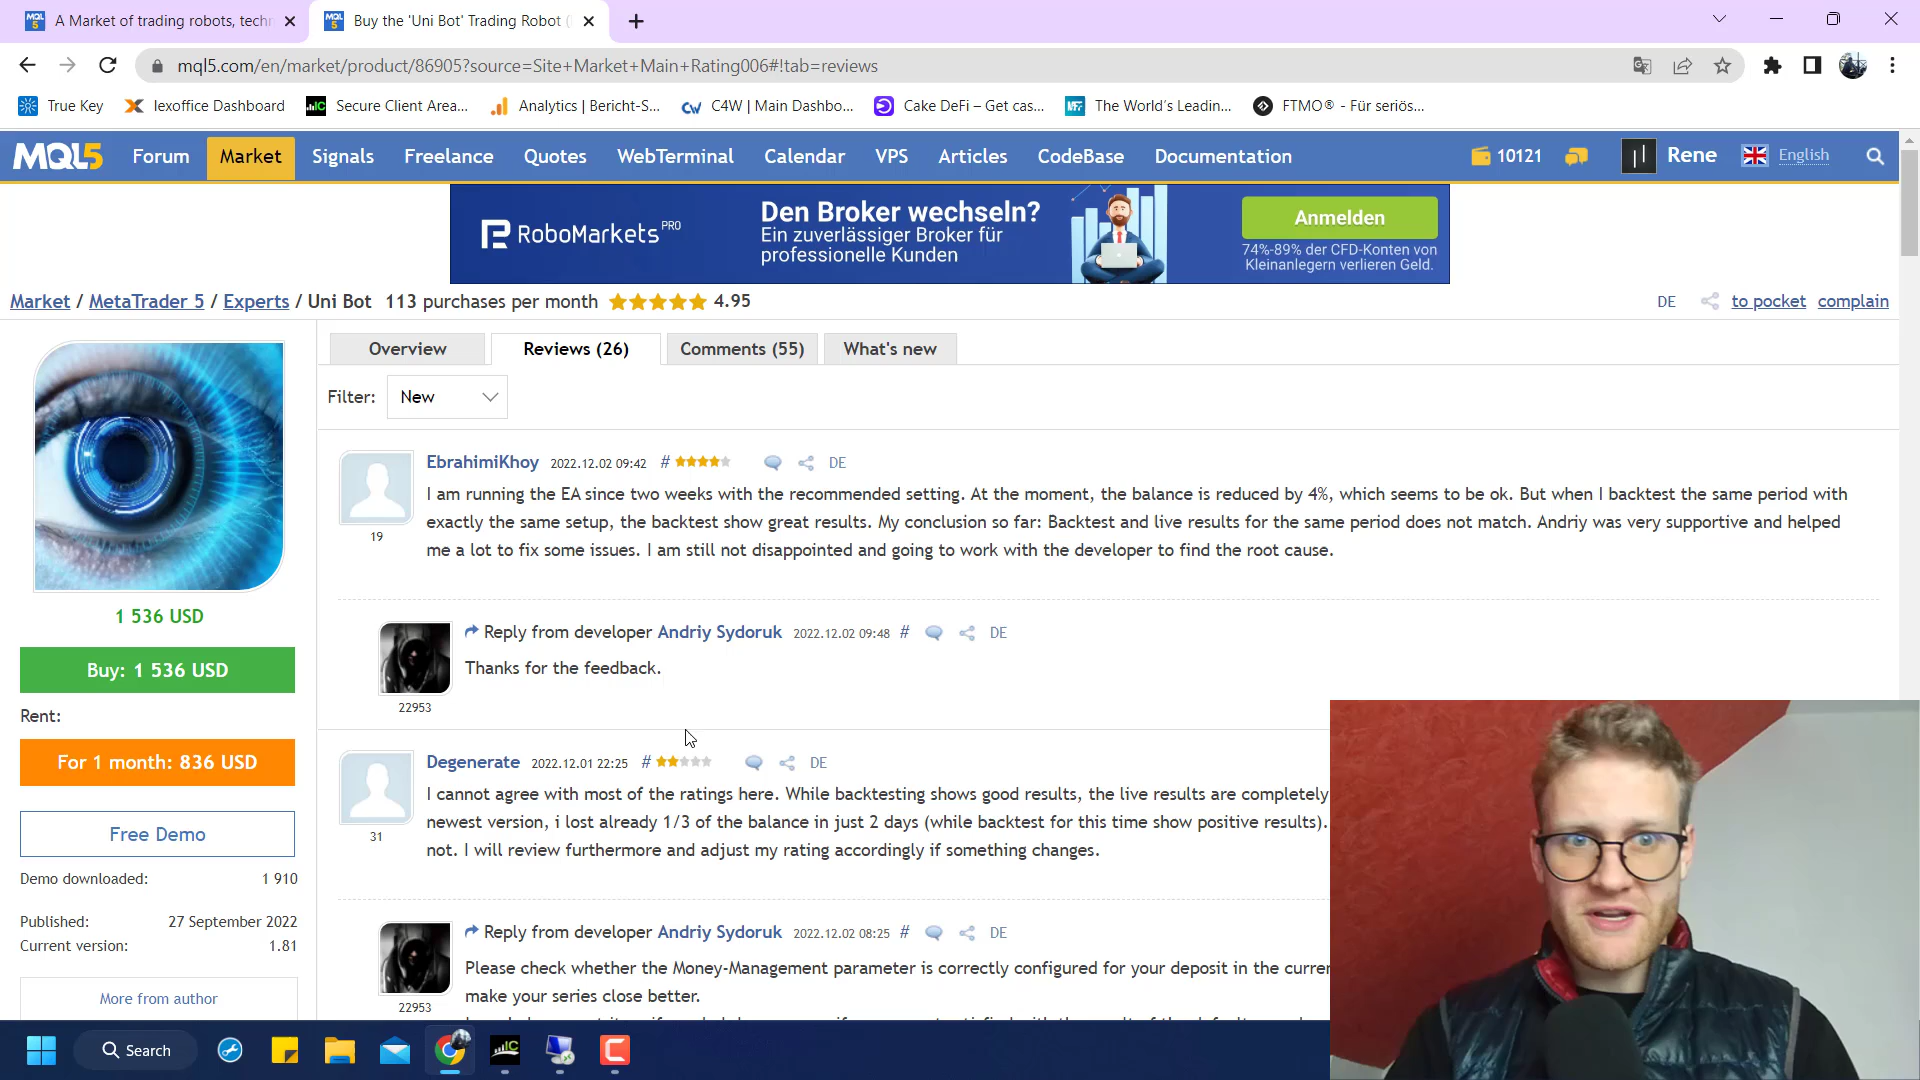 A Market of trading robots, techn
Buy the 'Uni Bot' Trading Robot (
mql5.com/en/market/product/86905?source=Site+Market+Main+Rating006#!tab=reviews
True Key
lexoffice Dashboard
Secure Client Area...
Analytics | Bericht-S...
C4W | Main Dashbo...
Cake DeFi – Get cas...
The World's Leadin...
FTMO® - Für seriös...
MQL5 Forum Market Signals Freelance Quotes WebTerminal Calendar VPS Articles CodeBase Documentation 10121 Rene English
RoboMarkets PRO
Den Broker wechseln?
Ein zuverlässiger Broker für
professionelle Kunden
Anmelden
74%-89% der CFD-Konten von
Kleinanlegern verlieren Geld.
Market / MetaTrader 5 / Experts / Uni Bot 113 purchases per month 4.95 DE to pocket complain
Overview Reviews (26) Comments (55) What's new
Filter: New
EbrahimiKhoy 2022.12.02 09:42 # DE
19
I am running the EA since two weeks with the recommended setting. At the moment, the balance is reduced by 4%, which seems to be ok. But when I backtest the same period with
exactly the same setup, the backtest show great results. My conclusion so far: Backtest and live results for the same period does not match. Andriy was very supportive and helped
me a lot to fix some issues. I am still not disappointed and going to work with the developer to find the root cause.
Reply from developer Andriy Sydoruk 2022.12.02 09:48 # DE
Thanks for the feedback.
22953
Degenerate 2022.12.01 22:25 # DE
31
I cannot agree with most of the ratings here. While backtesting shows good results, the live results are completely
newest version, i lost already 1/3 of the balance in just 2 days (while backtest for this time show positive results).
not. I will review furthermore and adjust my rating accordingly if something changes.
Reply from developer Andriy Sydoruk 2022.12.02 08:25 # DE
Please check whether the Money-Management parameter is correctly configured for your deposit in the curren
make your series close better.
22953
1 536 USD
Buy: 1 536 USD
Rent:
For 1 month: 836 USD
Free Demo
Demo downloaded: 1 910
Published: 27 September 2022
Current version: 1.81
More from author
Search